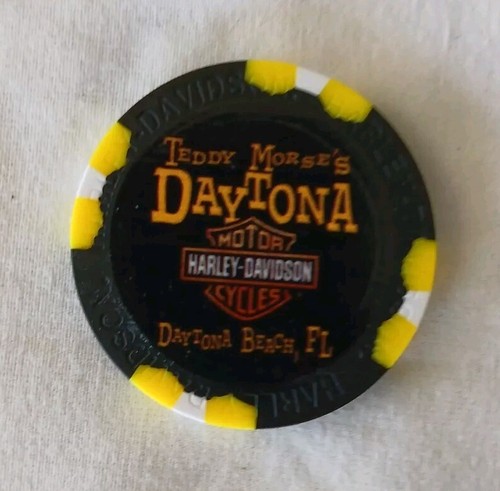 Teddy Morse's
Daytona
MOTOR
HARLEY-DAVIDSON
CYCLES
Daytona Beach, FL